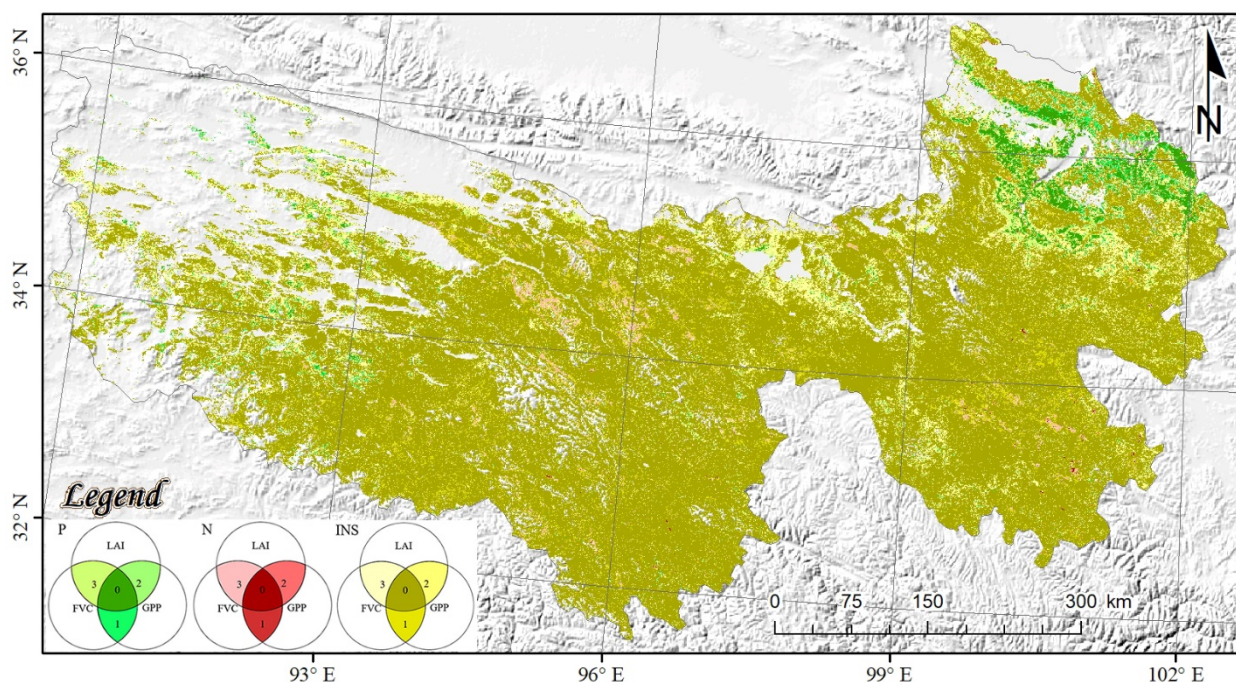 36° N
34° N
32° N
N
Legend
P
N
INS
LAI
LAI
LAI
3
2
3
2
3
2
0
0
0
FVC
GPP
FVC
GPP
FVC
GPP
1
1
1
0
75
150
300 km
93° E
96° E
99° E
102° E